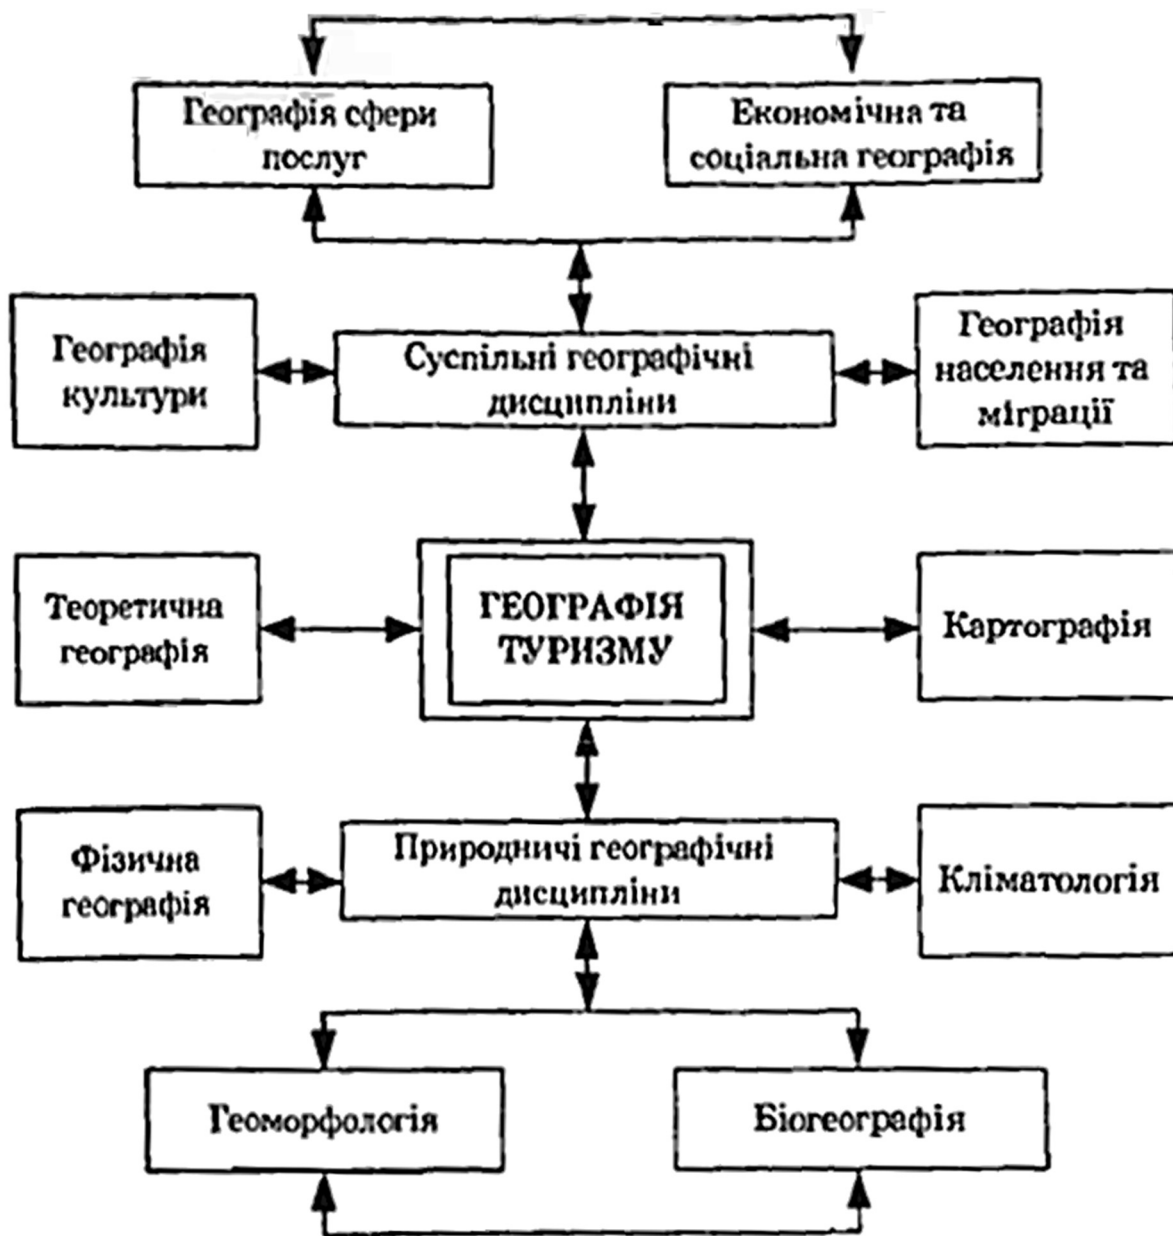 Географія сфери
послуг
Економічна та
соціальна географія
Географія
культури
Суспільні географічні
дисципліни
Географія
населення та
міграції
Теоретична
географія
ГЕОГРАФІЯ
ТУРИЗМУ
Картографія
Фізична
географія
Природничі географічні
дисципліни
Кліматологія
Геоморфологія
Біогеографія